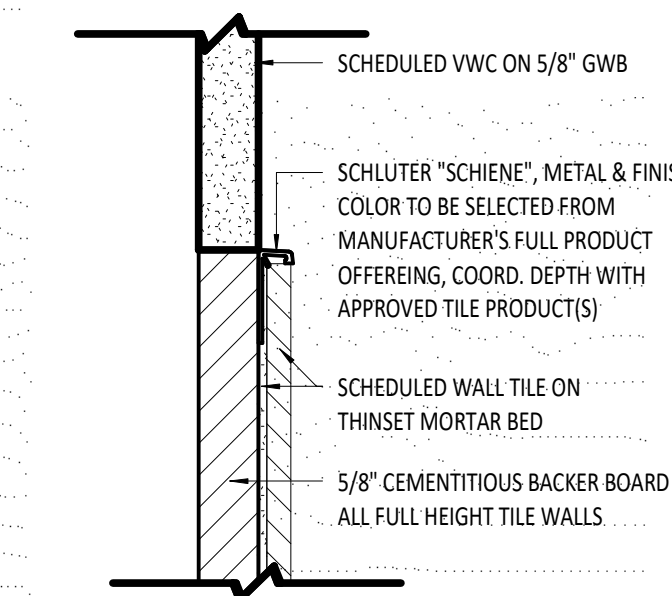 SCHEDULED VWC ON 5/8" GWB
SCHLUTER "SCHIENE", METAL & FINIS
COLOR TO BE SELECTED FROM
MANUFACTURER'S FULL PRODUCT
OFFEREING, COORD. DEPTH WITH
APPROVED TILE PRODUCT(S)
SCHEDULED WALL TILE ON
THINSET MORTAR BED
5/8" CEMENTITIOUS BACKER BOARD
ALL FULL HEIGHT TILE WALLS